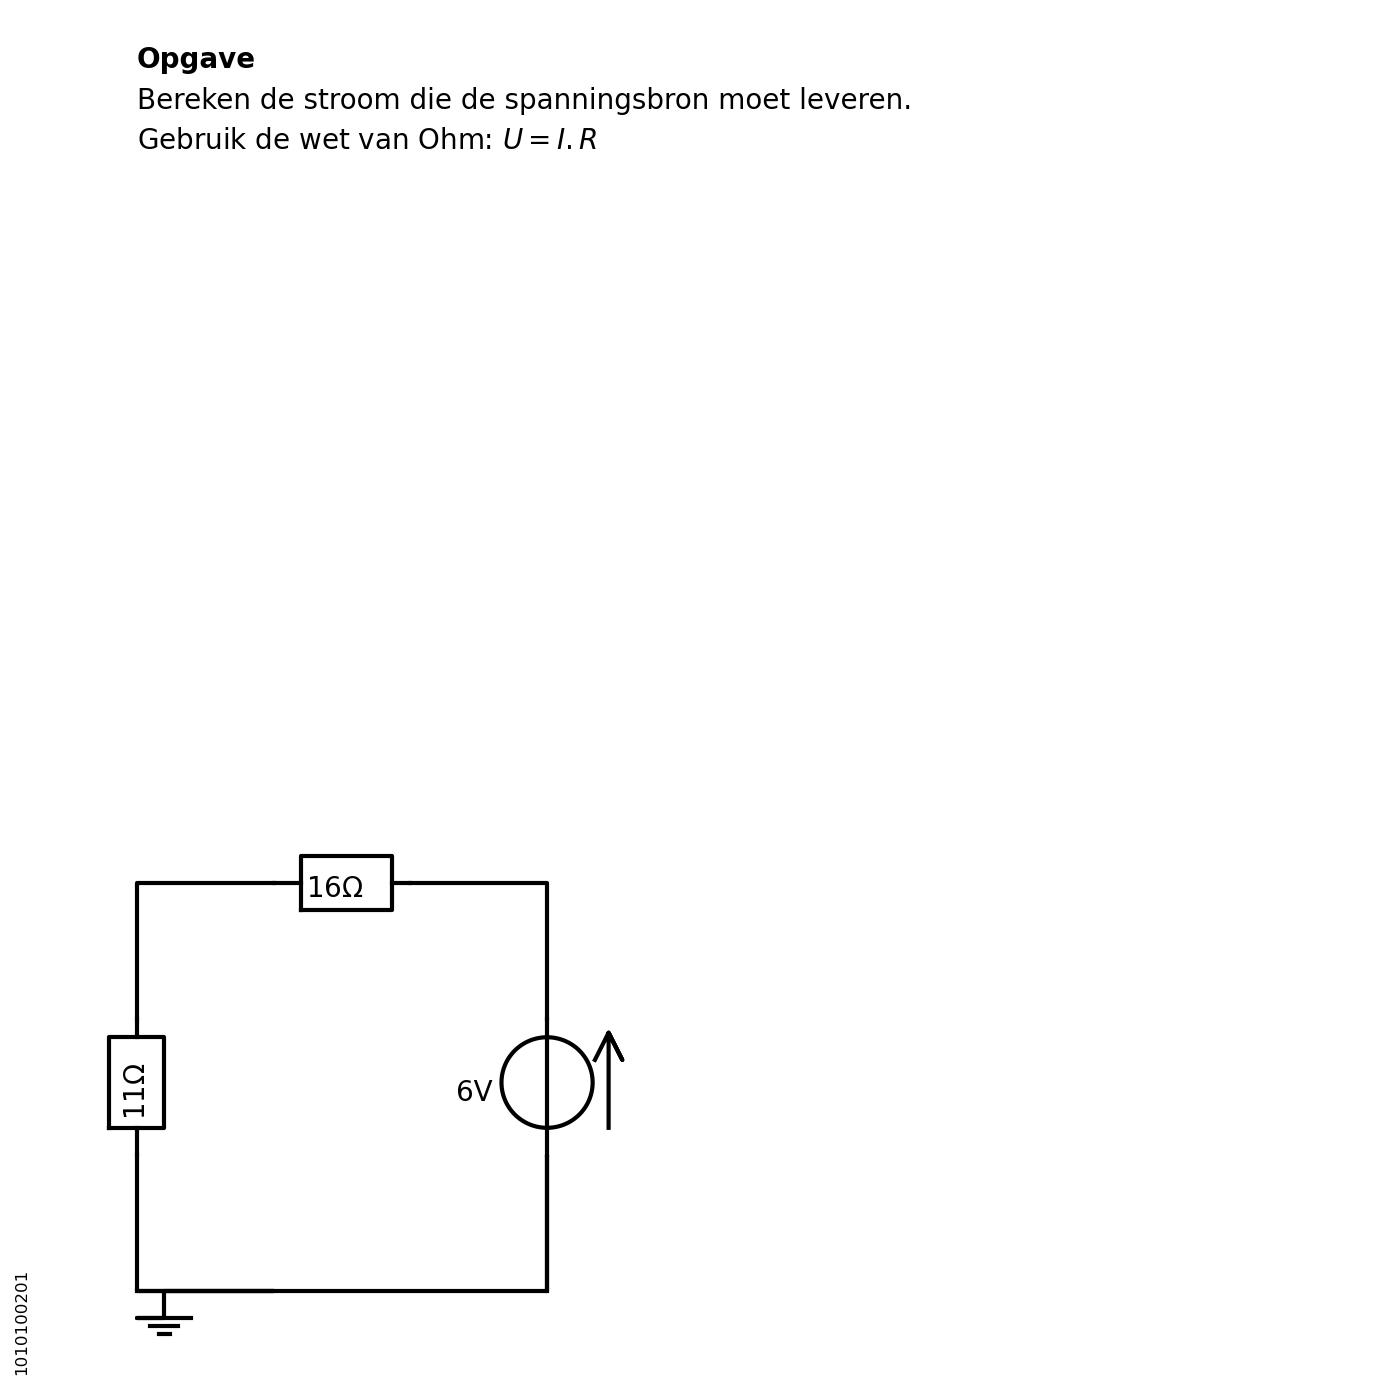 Opgave
Bereken de stroom die de spanningsbron moet leveren.
Gebruik de wet van Ohm: U = I.R
16Ω
11Ω
6V
1010100201